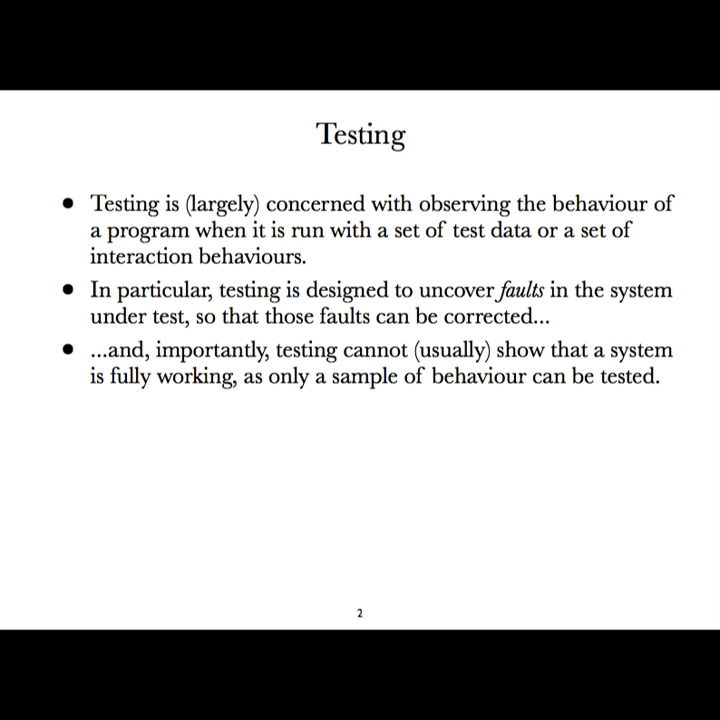 Testing
• Testing is (largely) concerned with observing the behaviour of
a program when it is run with a set of test data or a set of
interaction behaviours.
• In particular, testing is designed to uncover faults in the system
under test, so that those faults can be corrected...
• ...and, importantly, testing cannot (usually) show that a system
is fully working, as only a sample of behaviour can be tested.
2